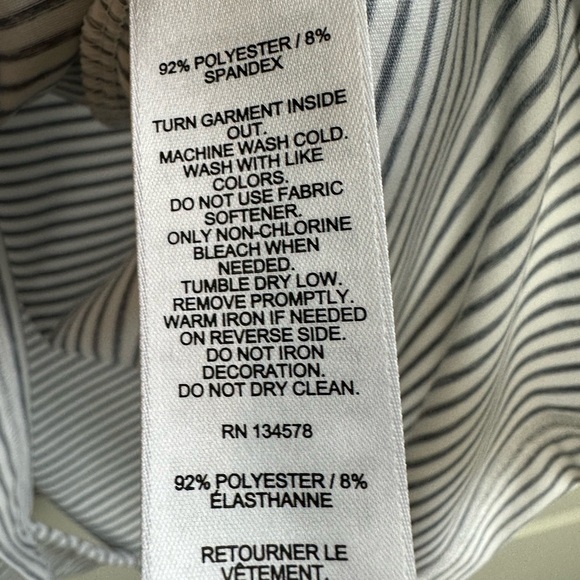 92% POLYESTER / 8%
SPANDEX
TURN GARMENT INSIDE
OUT.
MACHINE WASH COLD.
WASH WITH LIKE
COLORS.
DO NOT USE FABRIC
SOFTENER.
ONLY NON-CHLORINE
BLEACH WHEN
NEEDED.
TUMBLE DRY LOW.
REMOVE PROMPTLY.
WARM IRON IF NEEDED
ON REVERSE SIDE.
DO NOT IRON
DECORATION.
DO NOT DRY CLEAN.
RN 134578
92% POLYESTER / 8%
ÉLASTHANNE
RETOURNER LE
VÊTEMENT.